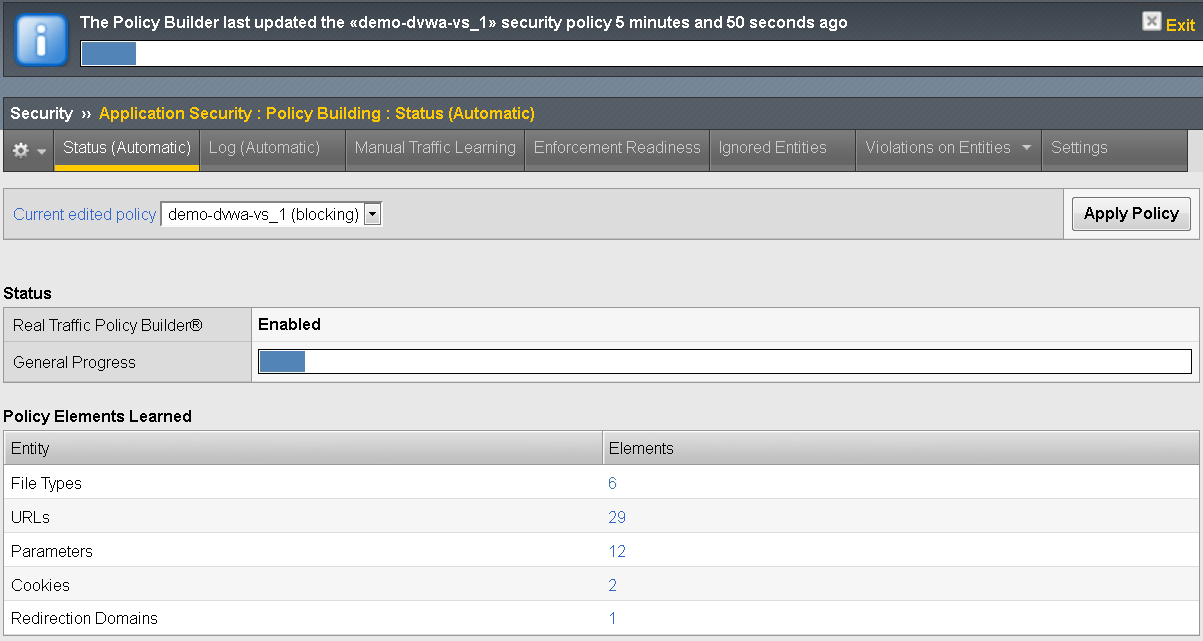 The Policy Builder last updated the «demo-dvwa-vs_1» security policy 5 minutes and 50 seconds ago
Exit
Security ›› Application Security : Policy Building : Status (Automatic)
Status (Automatic) Log (Automatic) Manual Traffic Learning Enforcement Readiness Ignored Entities Violations on Entities Settings
Current edited policy demo-dvwa-vs_1 (blocking) Apply Policy
Status
Real Traffic Policy Builder® Enabled
General Progress
Policy Elements Learned
Entity Elements
File Types 6
URLs 29
Parameters 12
Cookies 2
Redirection Domains 1